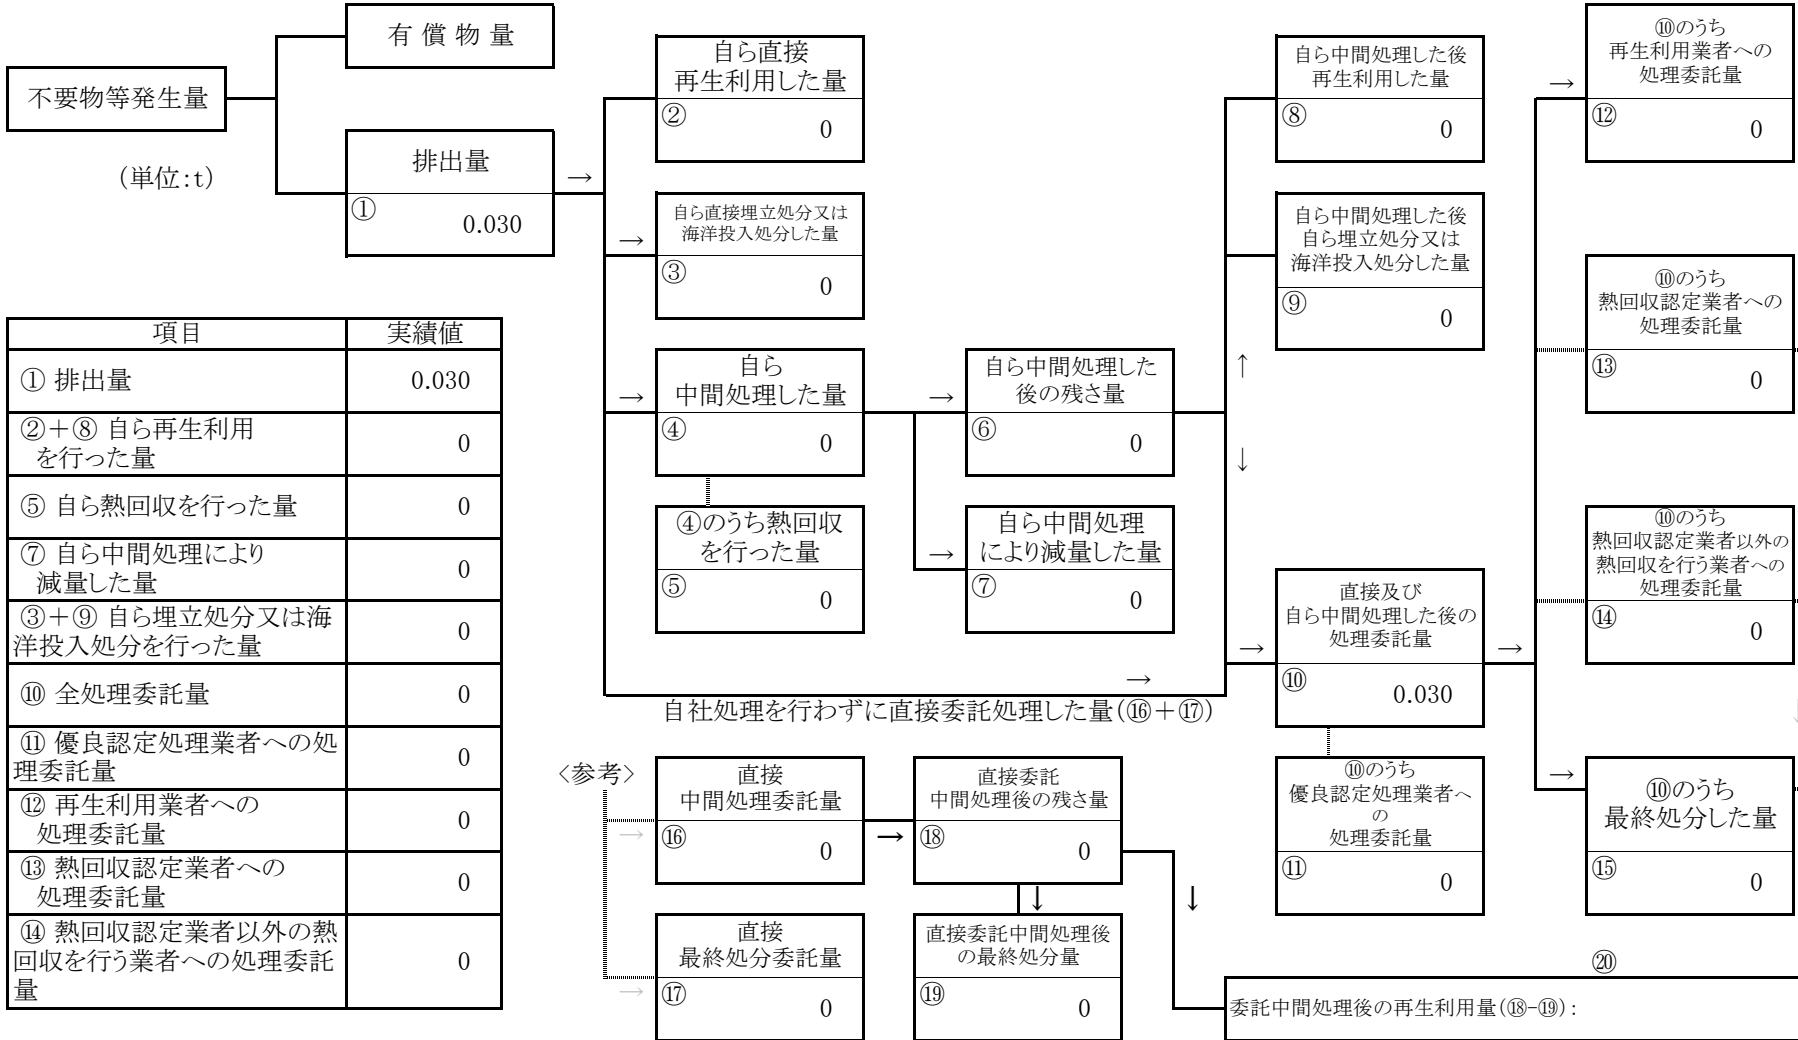 有 償 物 量
不要物等発生量
（単位：t）
排出量
①
0.030
→
自ら直接
再生利用した量
②
0
→
自ら直接埋立処分又は
海洋投入処分した量
③
0
→
自ら
中間処理した量
④
0
④のうち熱回収
を行った量
⑤
0
→
自ら中間処理した
後の残さ量
⑥
0
→
自ら中間処理
により減量した量
⑦
0
自ら中間処理した後
再生利用した量
⑧
0
自ら中間処理した後
自ら埋立処分又は
海洋投入処分した量
⑨
0
↑
↓
→
自社処理を行わずに直接委託処理した量（⑯＋⑰）
→
直接及び
自ら中間処理した後の
処理委託量
⑩
0.030
⑩のうち
優良認定処理業者へ
の
処理委託量
⑪
0
→
→
⑩のうち
再生利用業者への
処理委託量
⑫
0
⑩のうち
熱回収認定業者への
処理委託量
⑬
0
⑩のうち
熱回収認定業者以外の
熱回収を行う業者への
処理委託量
⑭
0
→
⑩のうち
最終処分した量
⑮
0
↓
項目 実績値
① 排出量 0.030
②＋⑧ 自ら再生利用
を行った量 0
⑤ 自ら熱回収を行った量 0
⑦ 自ら中間処理により
減量した量 0
③＋⑨ 自ら埋立処分又は海
洋投入処分を行った量 0
⑩ 全処理委託量 0
⑪ 優良認定処理業者への処
理委託量 0
⑫ 再生利用業者への
処理委託量 0
⑬ 熱回収認定業者への
処理委託量 0
⑭ 熱回収認定業者以外の熱
回収を行う業者への処理委託
量 0
〈参考〉
→
直接
中間処理委託量
⑯
0
→
直接委託
中間処理後の残さ量
⑱
0
↓
↓
→
直接
最終処分委託量
⑰
0
直接委託中間処理後
の最終処分量
⑲
0
⑳
委託中間処理後の再生利用量（⑱-⑲）：